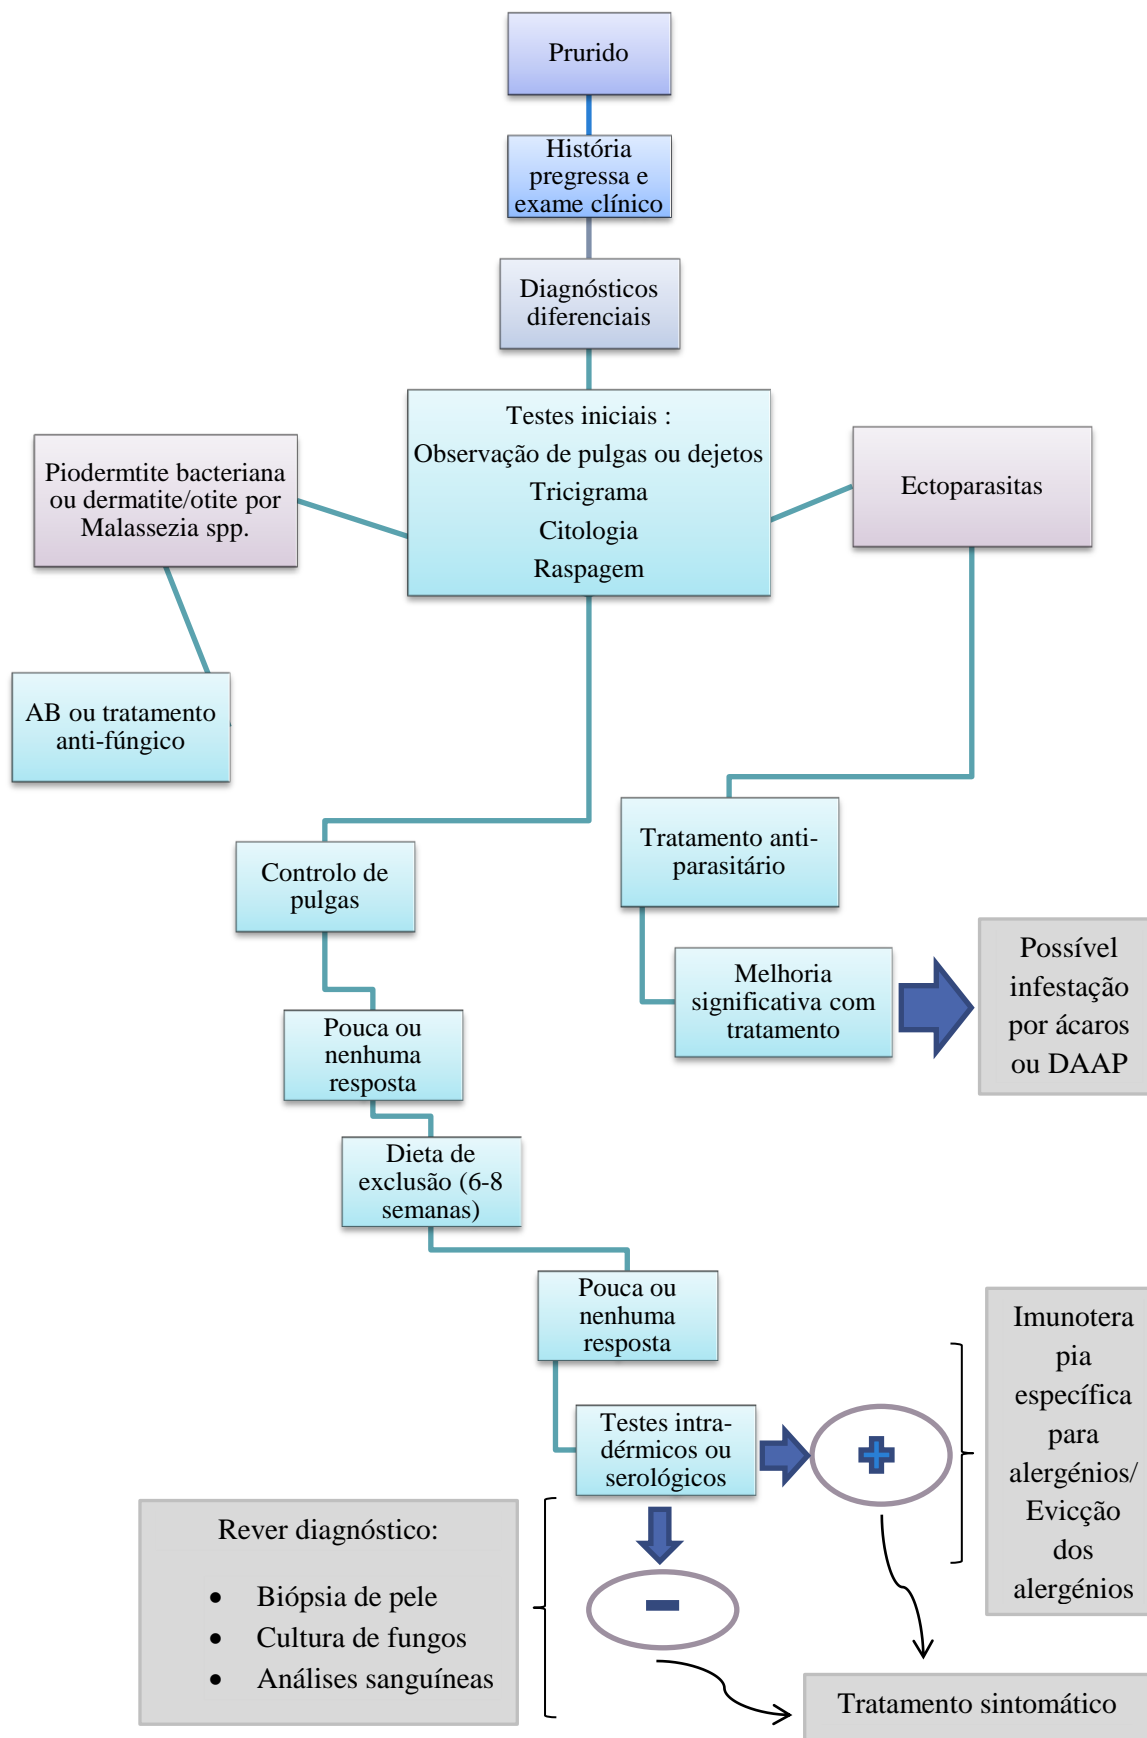 Prurido
História
pregressa e
exame clínico
Diagnósticos
diferenciais
Testes iniciais :
Observação de pulgas ou dejetos
Tricigrama
Citologia
Raspagem
Piodermtite bacteriana
ou dermatite/otite por
Malassezia spp.
Ectoparasitas
AB ou tratamento
anti-fúngico
Tratamento anti-
parasitário
Controlo de
pulgas
Melhoria
significativa com
tratamento
Possível
infestação
por ácaros
ou DAAP
Pouca ou
nenhuma
resposta
Dieta de
exclusão (6-8
semanas)
Pouca ou
nenhuma
resposta
Testes intra-
dérmicos ou
serológicos
Imunotera
pia
específica
para
alergénios/
Evicção
dos
alergénios
Rever diagnóstico:
• Biópsia de pele
• Cultura de fungos
• Análises sanguíneas
Tratamento sintomático